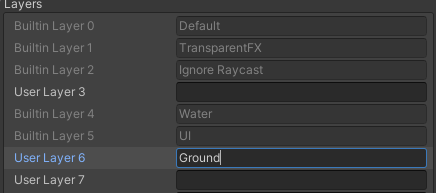 Layers
Builtin Layer 0 Default
Builtin Layer 1 TransparentFX
Builtin Layer 2 Ignore Raycast
User Layer 3
Builtin Layer 4 Water
Builtin Layer 5 UI
User Layer 6 Ground
User Layer 7